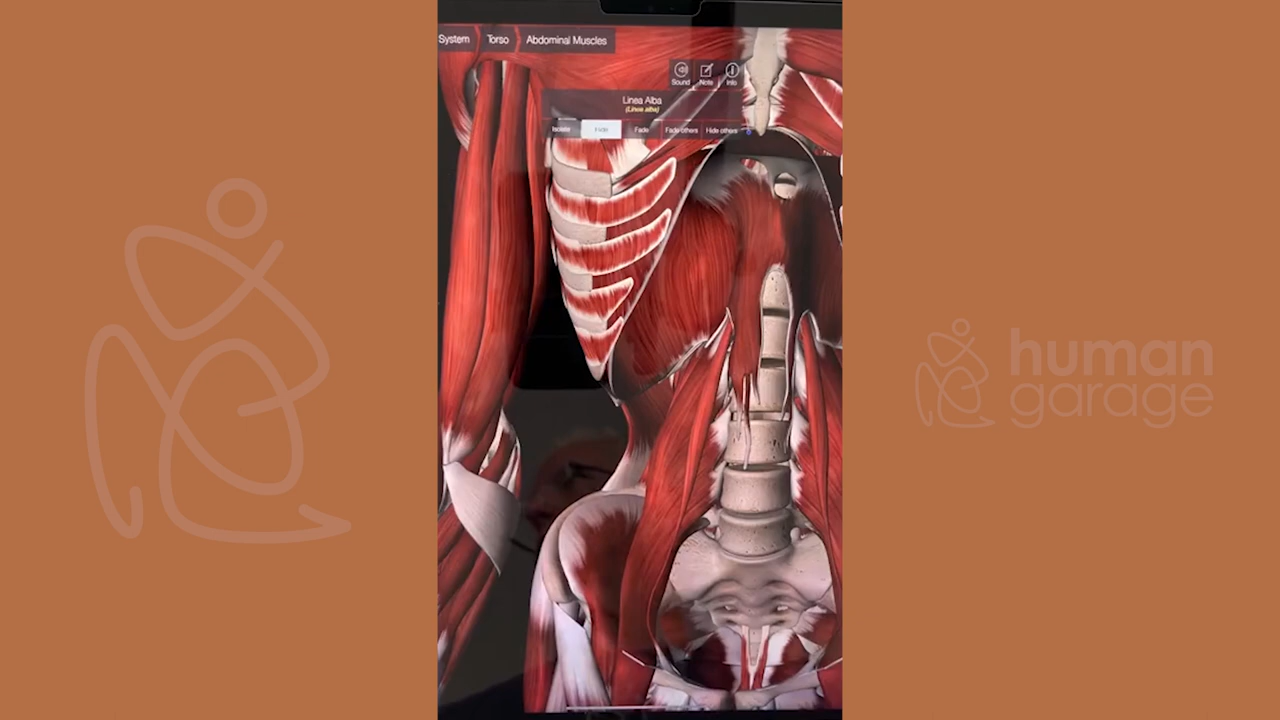 System Torso Abdominal Muscles
Sound Note Info
Linea Alba
(Linea alba)
Isolate Hide Fade Fade others Hide others
human
garage